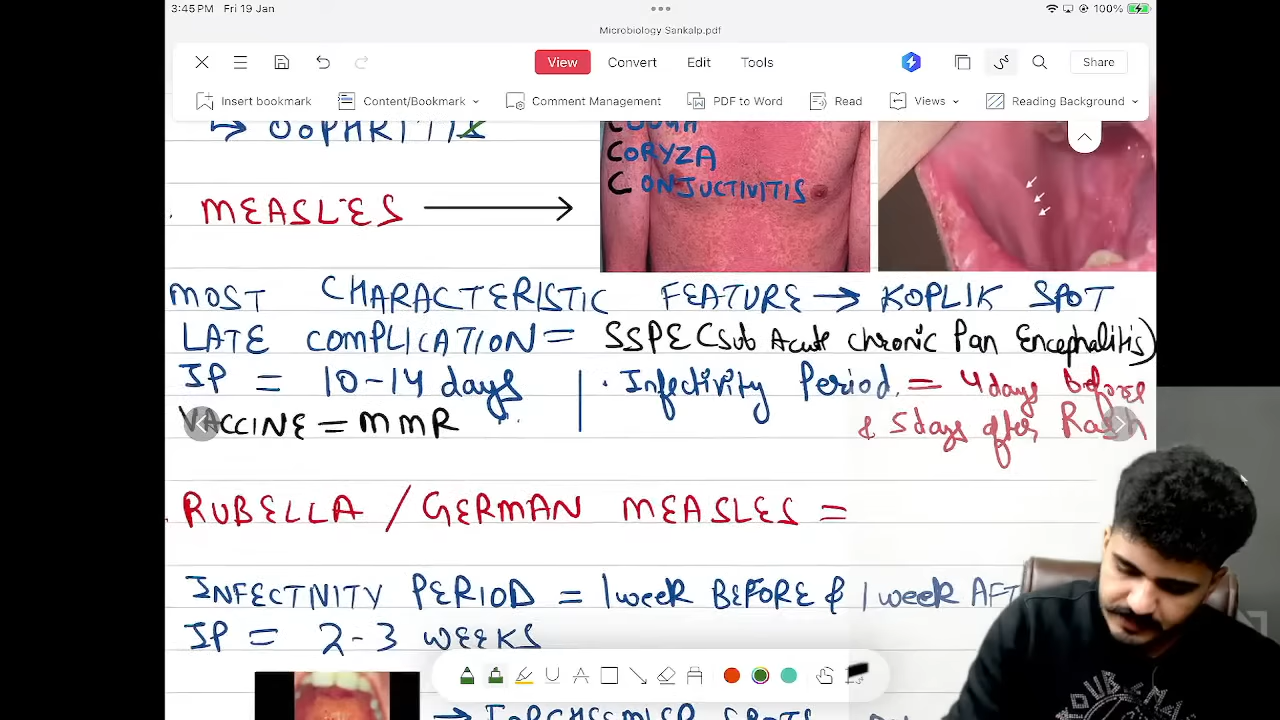 3:45 PM Fri 19 Jan
100%
Microbiology Sankalp.pdf
View Convert Edit Tools
Share
Insert bookmark Content/Bookmark Comment Management PDF to Word Read Views Reading Background
→ OOPHRITIS
CORYZA
CONJUCTIVITIS
MEASLES →
MOST CHARACTERISTIC FEATURE → KOPLIK SPOT
LATE COMPLICATION = SSPE (Sub Acute chronic Pan Encephalitis)
IP = 10-14 days | • Infectivity Period = 4 days before
VACCINE = MMR & 5 days after Rash
RUBELLA / GERMAN MEASLES =
INFECTIVITY PERIOD = 1 week BEFORE & 1 week AFT
IP = 2-3 WEEKS